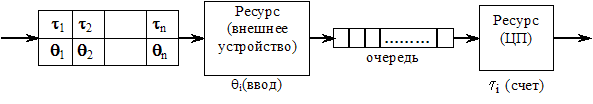 τ1 τ2 τn
θ1 θ2 θn
Ресурс
(внешнее
устройство)
θi(ввод)
.........
очередь
Ресурс
(ЦП)
τi (счет)